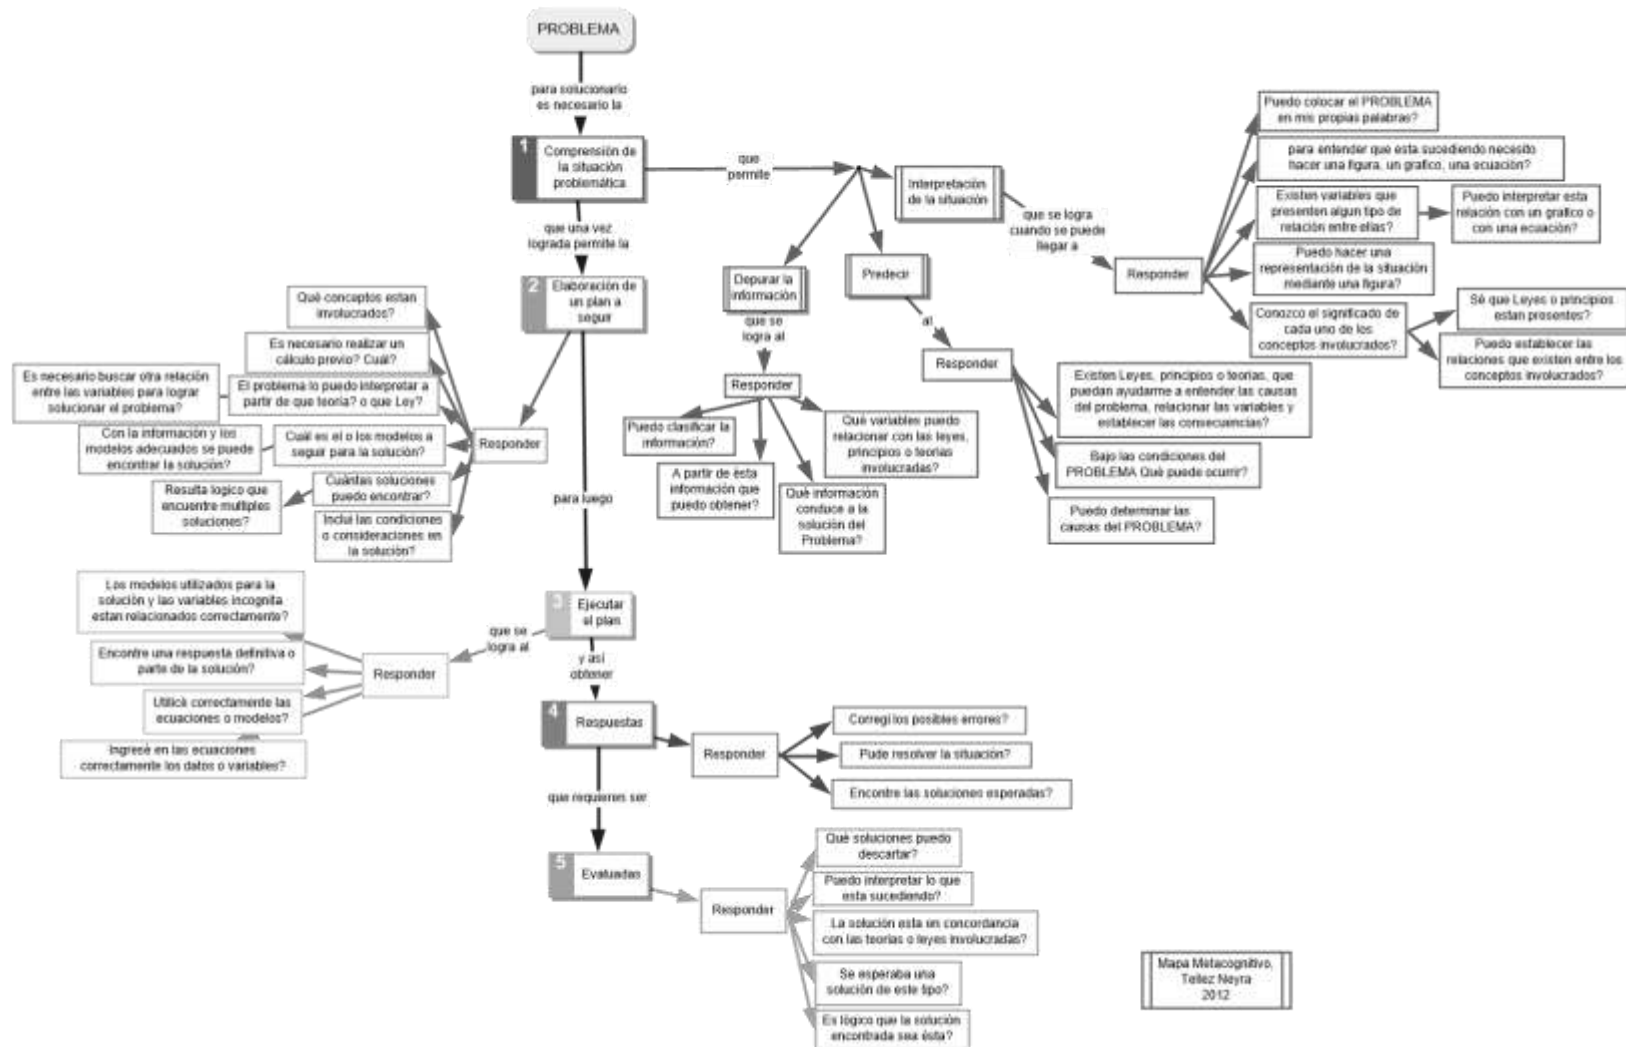 PROBLEMA
para solucionarlo
es necesario la
1
Comprensión de
la situación
problemática
que
permite
Interpretación
de la situación
que se logra
cuando se puede
llegar a
Responder
Puedo colocar el PROBLEMA
en mis propias palabras?
para entender que esta sucediendo necesito
hacer una figura, un grafico, una ecuación?
Existen variables que
presenten algun tipo de
relación entre ellas?
Puedo interpretar esta
relación con un grafico o
con una ecuación?
Puedo hacer una
representación de la situación
mediante una figura?
Conozco el significado de
cada uno de los
conceptos involucrados?
Sé que Leyes o principios
estan presentes?
Puedo establecer las
relaciones que existen entre los
conceptos involucrados?
Depurar la
información
que se
logra al
Responder
Puedo clasificar la
información?
A partir de ésta
información que
puedo obtener?
Qué información
conduce a la
solución del
Problema?
Qué variables puedo
relacionar con las leyes,
principios o teorias
involucradas?
Predecir
al
Responder
Existen Leyes, principios o teorias, que
puedan ayudarme a entender las causas
del problema, relacionar las variables y
establecer las consecuencias?
Bajo las condiciones del
PROBLEMA Qué puede ocurrir?
Puedo determinar las
causas del PROBLEMA?
que una vez
lograda permite la
2
Elaboración de
un plan a
seguir
Responder
Qué conceptos estan
involucrados?
Es necesario realizar un
cálculo previo? Cuál?
El problema lo puedo interpretar a
partir de que teoria? o que Ley?
Es necesario buscar otra relación
entre las variables para lograr
solucionar el problema?
Cuál es el o los modelos a
seguir para la solución?
Con la información y los
modelos adecuados se puede
encontrar la solución?
Cuántas soluciones
puedo encontrar?
Resulta logico que
encuentre multiples
soluciones?
Inclui las condiciones
o consideraciones en
la solución?
para luego
3
Ejecutar
el plan
que se
logra al
Responder
Los modelos utilizados para la
solución y las variables incognita
estan relacionados correctamente?
Encontre una respuesta definitiva o
parte de la solución?
Utilicè correctamente las
ecuaciones o modelos?
Ingresè en las ecuaciones
correctamente los datos o variables?
y así
obtener
4
Respuestas
Responder
Corregí los posibles errores?
Pude resolver la situación?
Encontre las soluciones esperadas?
que requieren ser
5
Evaluadas
Responder
Qué soluciones puedo
descartar?
Puedo interpretar lo que
esta sucediendo?
La solución esta en concordancia
con las teorias o leyes involucradas?
Se esperaba una
solución de este tipo?
Es lógico que la solución
encontrada sea ésta?
Mapa Metacognitivo,
Tellez Neyra
2012